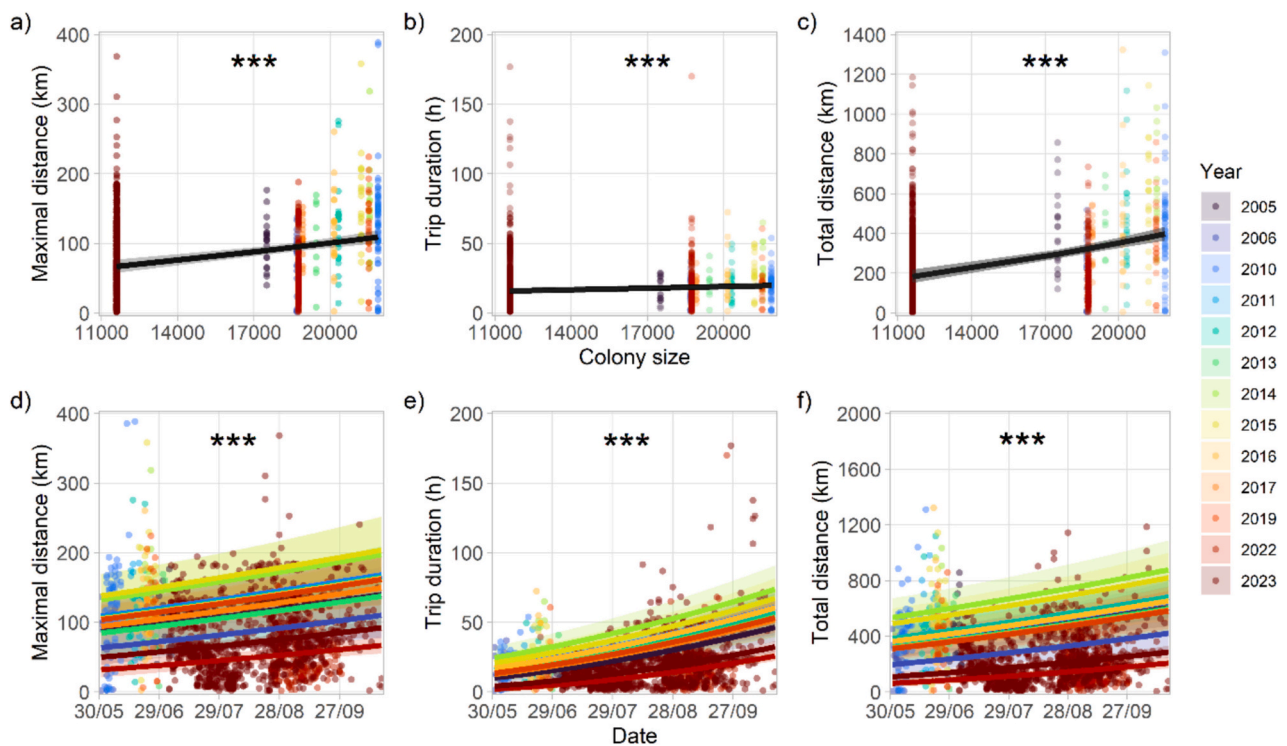 a)
b)
c)
***
***
***
Maximal distance (km)
400
300
200
100
0
11000 14000 17000 20000
Trip duration (h)
200
150
100
50
0
11000 14000 17000 20000
Colony size
Total distance (km)
1400
1200
1000
800
600
400
200
0
11000 14000 17000 20000
Year
2005
2006
2010
2011
2012
2013
2014
2015
2016
2017
2019
2022
2023
d)
e)
f)
***
***
***
Maximal distance (km)
400
300
200
100
0
30/05 29/06 29/07 28/08 27/09
Trip duration (h)
200
150
100
50
0
30/05 29/06 29/07 28/08 27/09
Date
Total distance (km)
2000
1600
1200
800
400
0
30/05 29/06 29/07 28/08 27/09